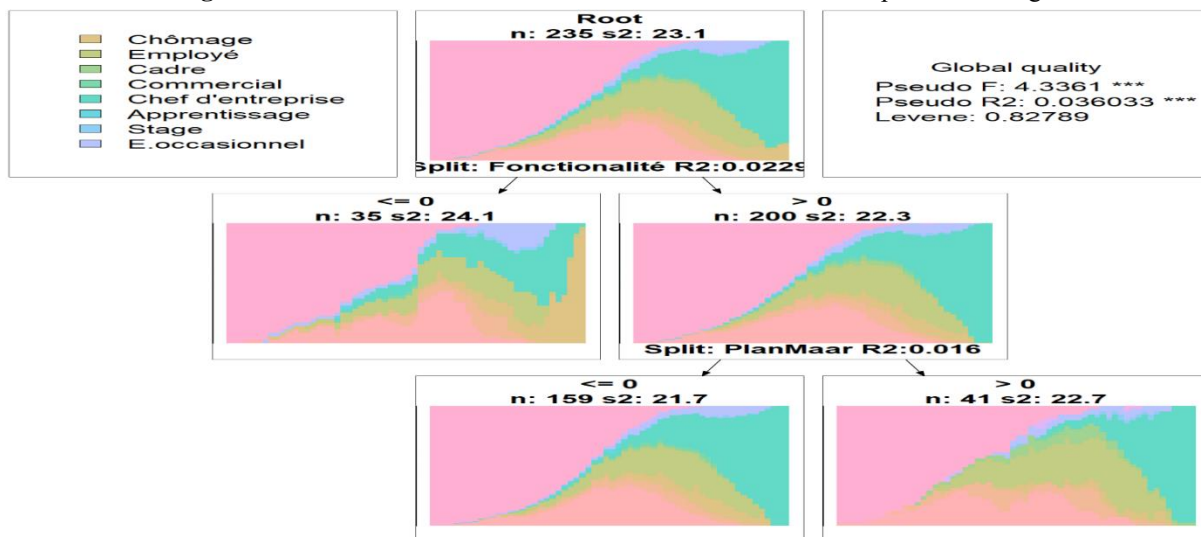 Chômage
Employé
Cadre
Commercial
Chef d'entreprise
Apprentissage
Stage
E.occasionnel
Root
n: 235 s2: 23.1
Split: Fonctionalité R2:0.0229
Global quality
Pseudo F: 4.3361 ***
Pseudo R2: 0.036033 ***
Levene: 0.82789
<= 0
n: 35 s2: 24.1
> 0
n: 200 s2: 22.3
Split: PlanMaar R2:0.016
<= 0
n: 159 s2: 21.7
> 0
n: 41 s2: 22.7